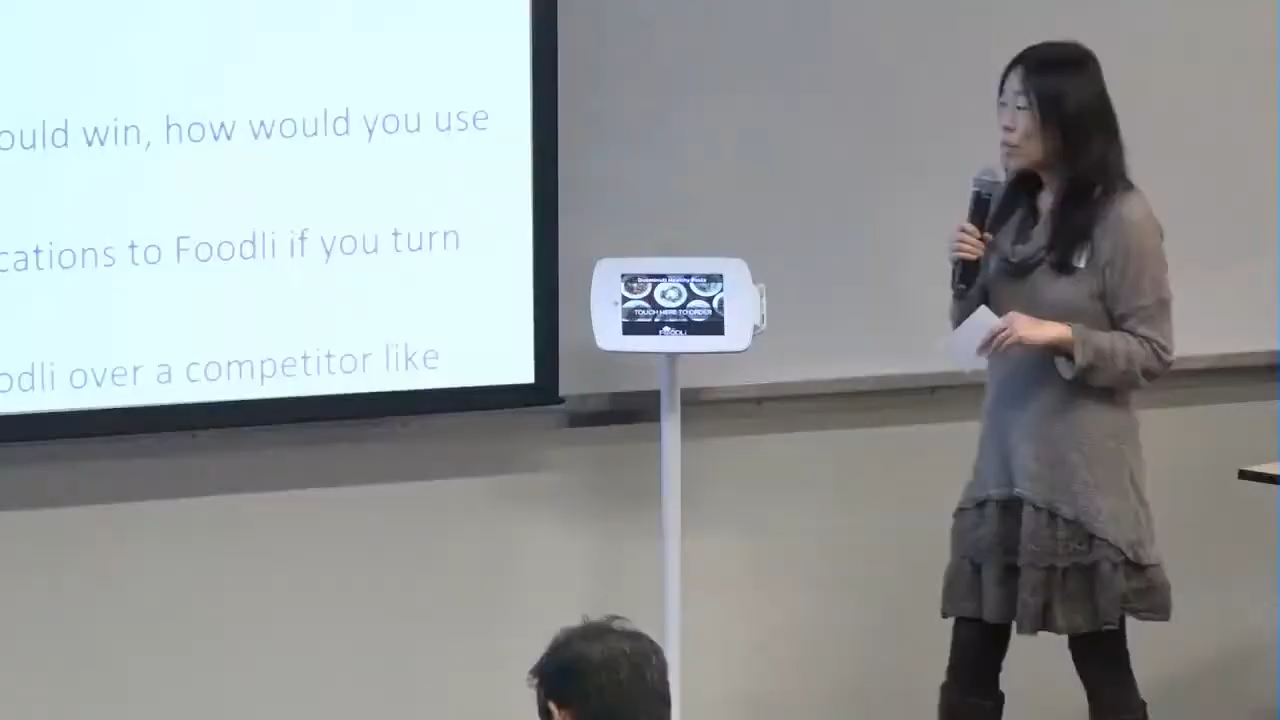 ould win, how would you use
cations to Foodli if you turn
odli over a competitor like
TOUCH HERE TO ORDER
FOODLI